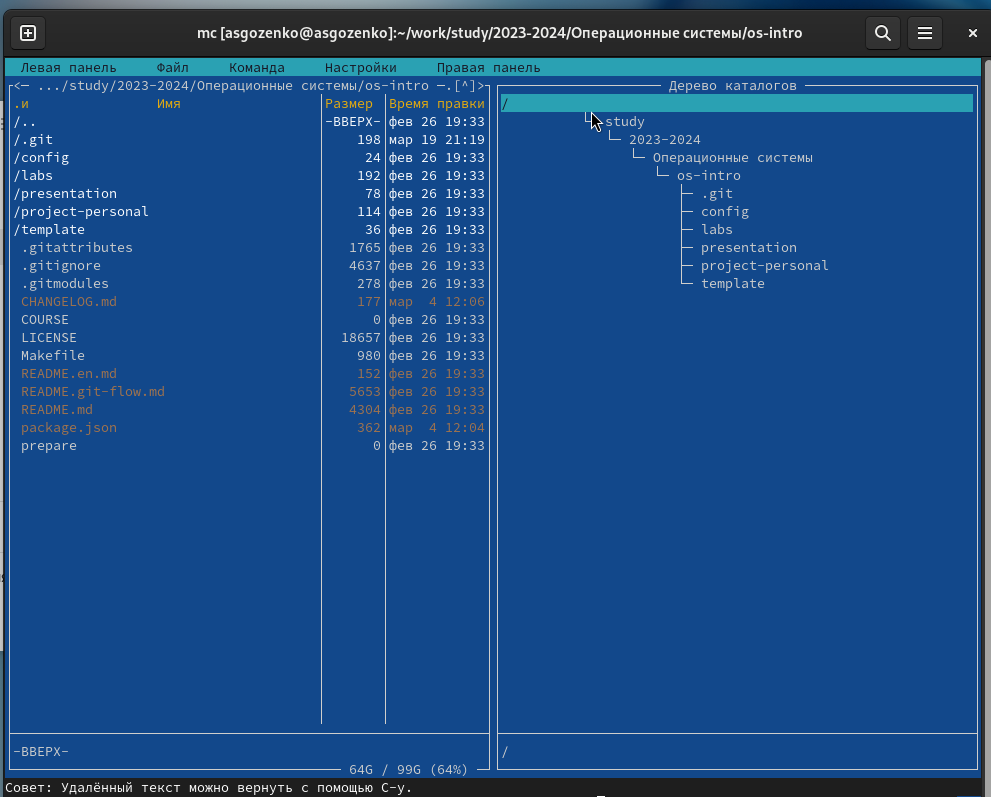 mc [asgozenko@asgozenko]:~/work/study/2023-2024/Операционные системы/os-intro
Левая панель Файл Команда Настройки Правая панель
<— .../study/2023-2024/Операционные системы/os-intro —.[^]>
.и Имя Размер Время правки
/.. -ВВЕРХ- фев 26 19:33
/.git 198 мар 19 21:19
/config 24 фев 26 19:33
/labs 192 фев 26 19:33
/presentation 78 фев 26 19:33
/project-personal 114 фев 26 19:33
/template 36 фев 26 19:33
.gitattributes 1765 фев 26 19:33
.gitignore 4637 фев 26 19:33
.gitmodules 278 фев 26 19:33
CHANGELOG.md 177 мар 4 12:06
COURSE 0 фев 26 19:33
LICENSE 18657 фев 26 19:33
Makefile 980 фев 26 19:33
README.en.md 152 фев 26 19:33
README.git-flow.md 5653 фев 26 19:33
README.md 4304 фев 26 19:33
package.json 362 мар 4 12:04
prepare 0 фев 26 19:33
-ВВЕРХ-
64G / 99G (64%)
Дерево каталогов
/
study
2023-2024
Операционные системы
os-intro
.git
config
labs
presentation
project-personal
template
/
Совет: Удалённый текст можно вернуть с помощью C-y.